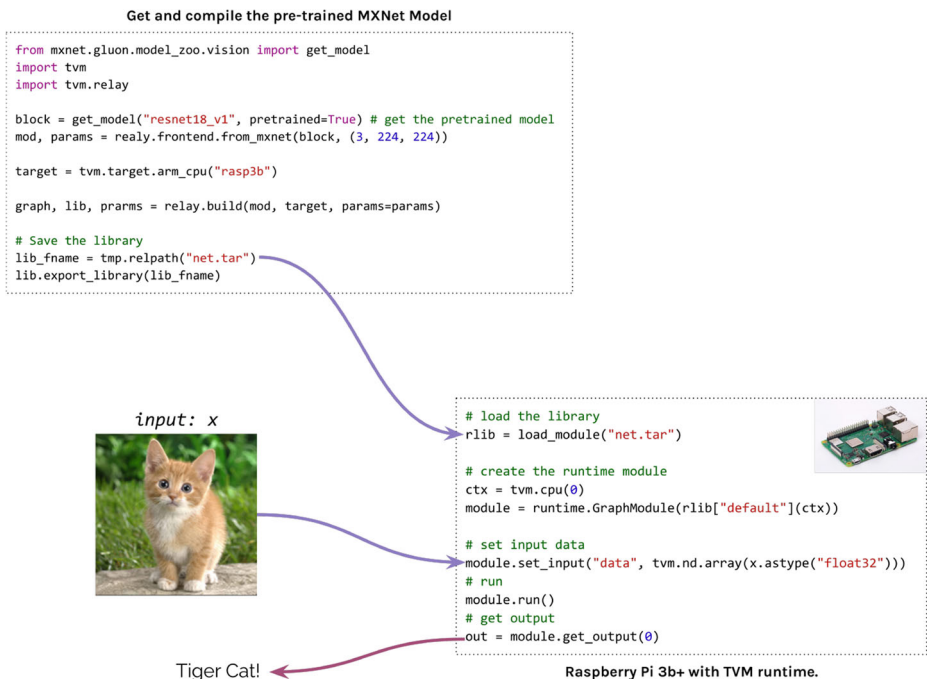 Get and compile the pre-trained MXNet Model
from mxnet.gluon.model_zoo.vision import get_model
import tvm
import tvm.relay
block = get_model("resnet18_v1", pretrained=True) # get the pretrained model
mod, params = realy.frontend.from_mxnet(block, (3, 224, 224))
target = tvm.target.arm_cpu("rasp3b")
graph, lib, prarms = relay.build(mod, target, params=params)
# Save the library
lib_fname = tmp.relpath("net.tar")
lib.export_library(lib_fname)
input: x
# load the library
rlib = load_module("net.tar")
# create the runtime module
ctx = tvm.cpu(0)
module = runtime.GraphModule(rlib["default"](ctx))
# set input data
module.set_input("data", tvm.nd.array(x.astype("float32")))
# run
module.run()
# get output
out = module.get_output(0)
Tiger Cat!
Raspberry Pi 3b+ with TVM runtime.